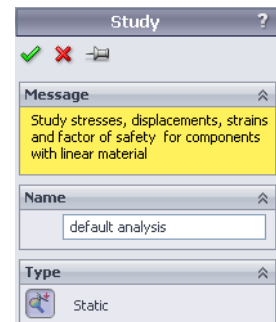 Study ?
Message
Study stresses, displacements, strains
and factor of safety for components
with linear material
Name
default analysis
Type
Static